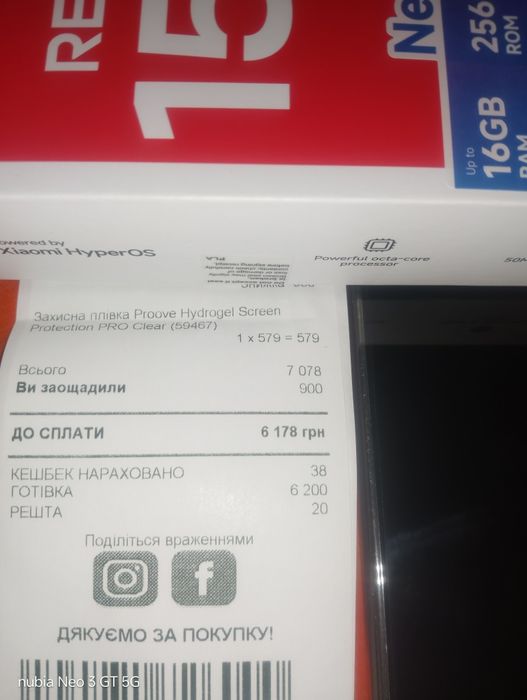 RE
15
Ne
256
ROM
Up to
16GB
RAM
owered by
Xiaomi HyperOS
Powerful octa-core
processor
50M
Захисна плівка Proove Hydrogel Screen
Protection PRO Clear (59467)
1 x 579 = 579
Всього 7 078
Ви заощадили 900
ДО СПЛАТИ 6 178 грн
КЕШБЕК НАРАХОВАНО 38
ГОТІВКА 6 200
РЕШТА 20
Поділіться враженнями
ДЯКУЄМО ЗА ПОКУПКУ!
nubia Neo 3 GT 5G